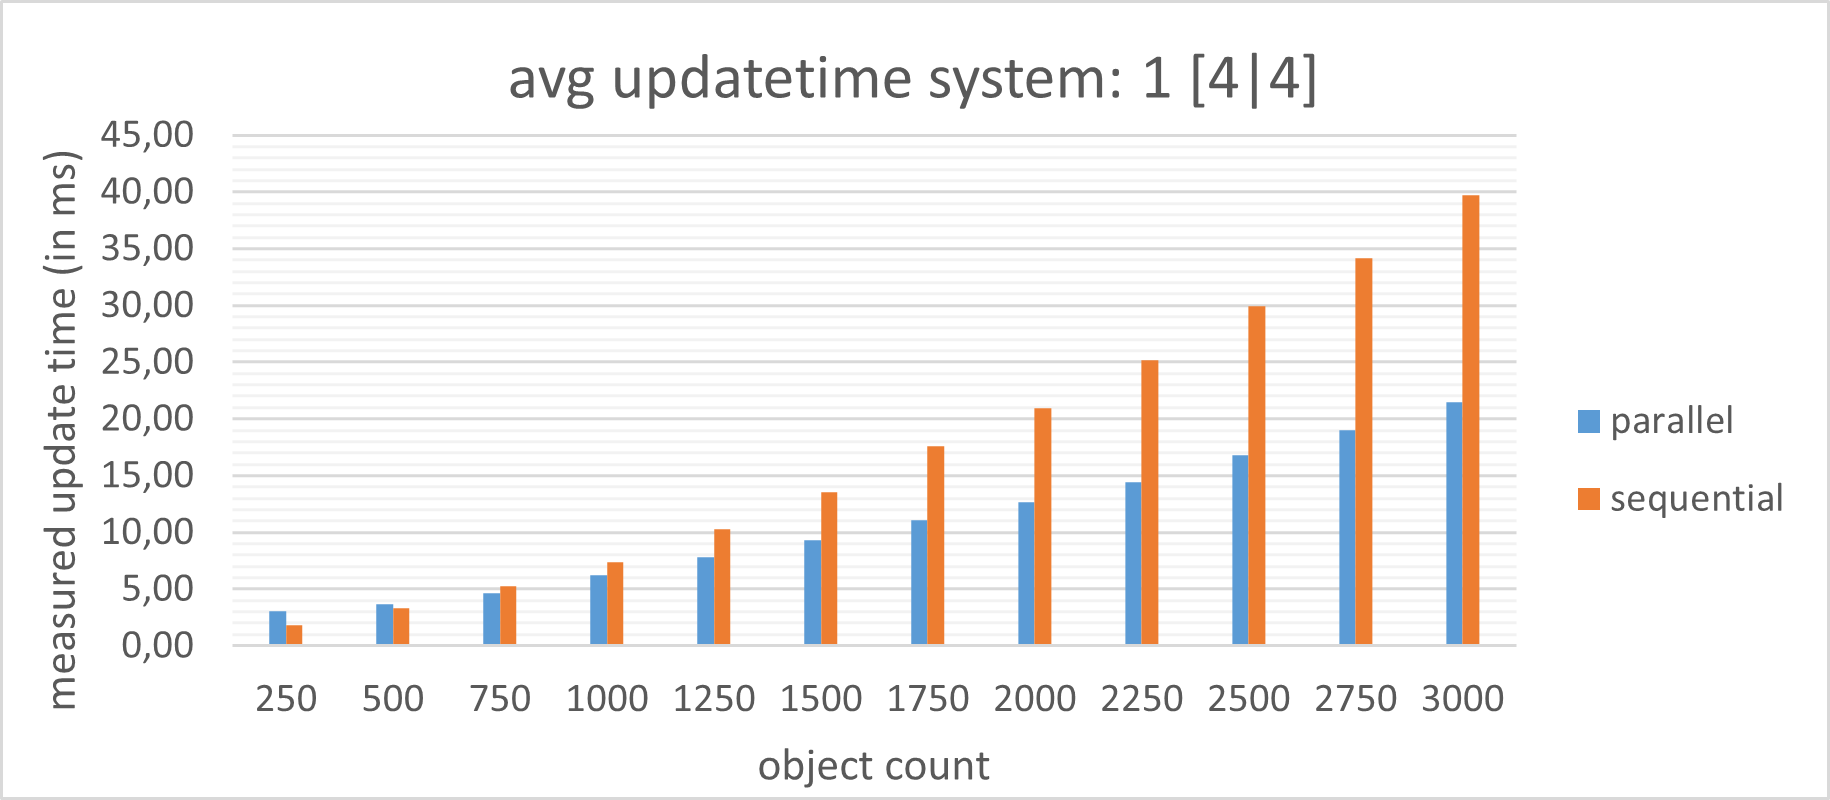 avg updatetime system: 1 [4|4]
measured update time (in ms)
45,00
40,00
35,00
30,00
25,00
20,00
15,00
10,00
5,00
0,00
250 500 750 1000 1250 1500 1750 2000 2250 2500 2750 3000
object count
parallel
sequential